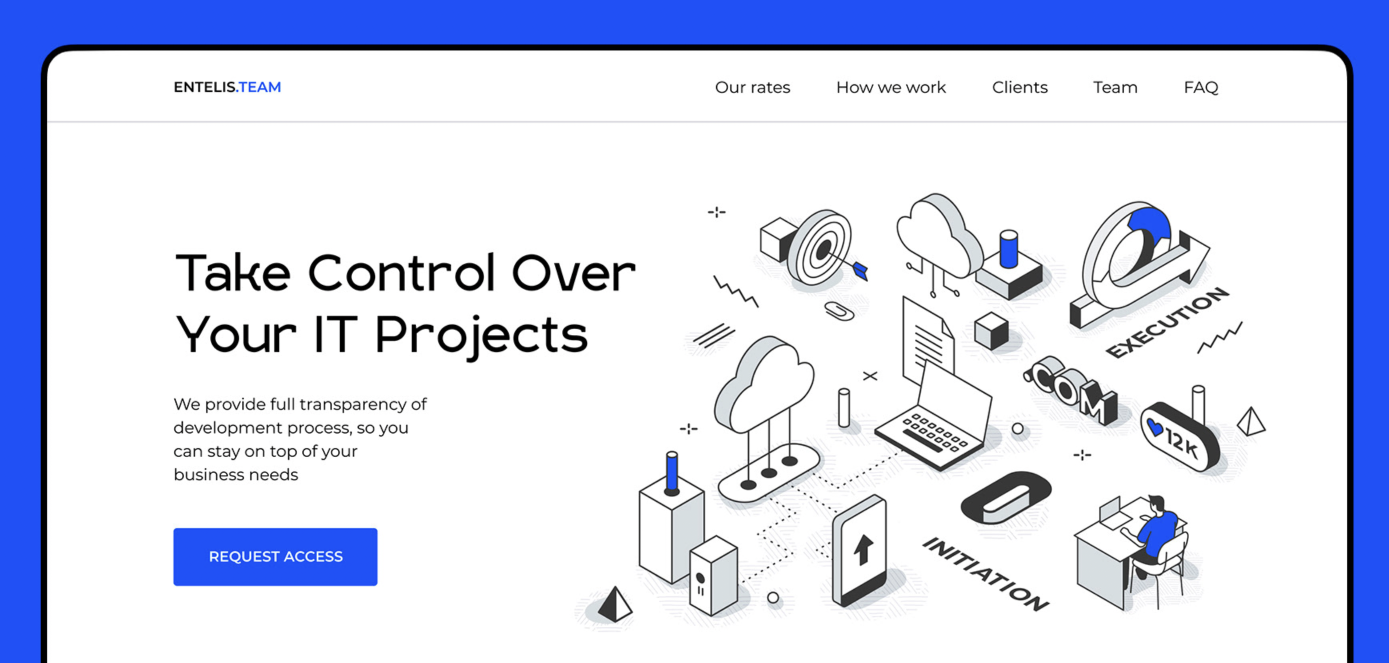 ENTELIS.TEAM
Our rates
How we work
Clients
Team
FAQ
Take Control Over
Your IT Projects
We provide full transparency of
development process, so you
can stay on top of your
business needs
REQUEST ACCESS
EXECUTION
.COM
12K
INITIATION